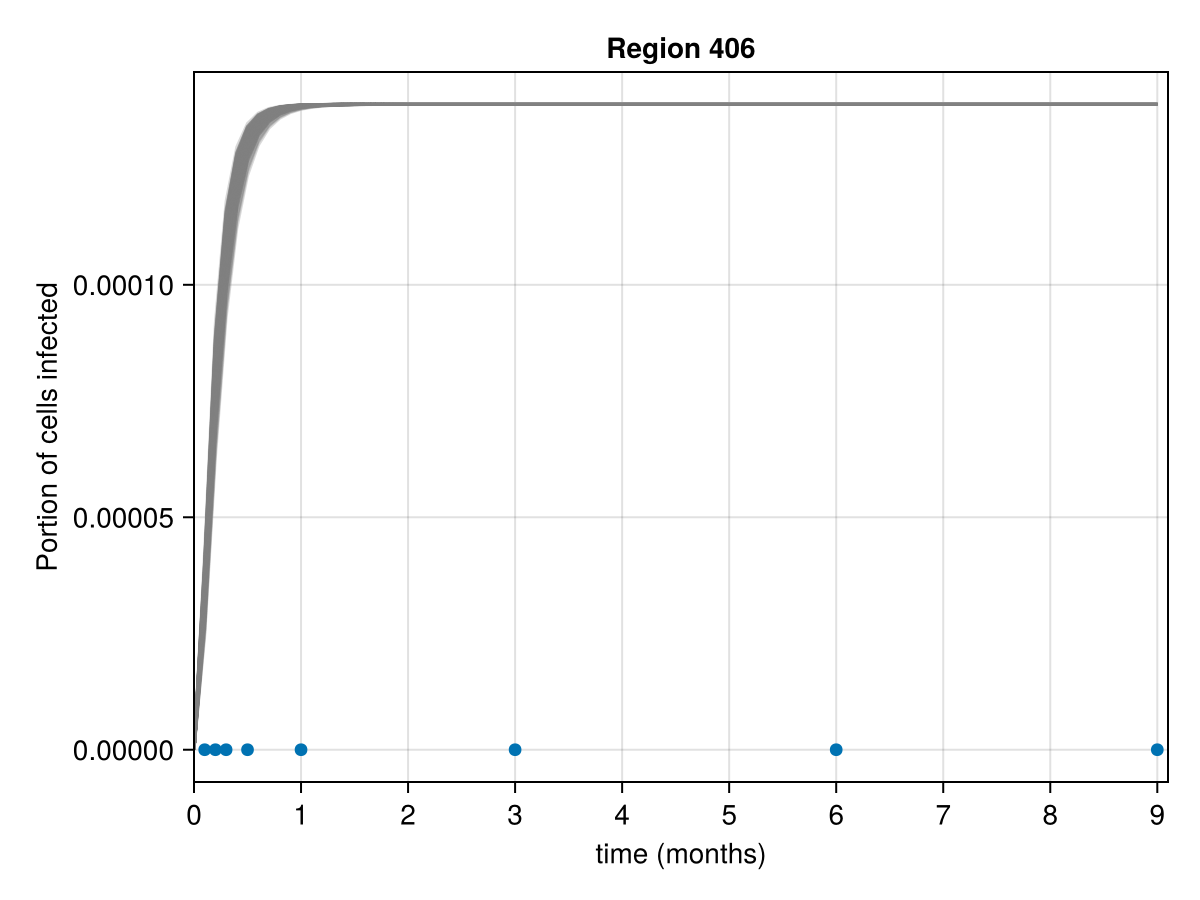 Region 406
Portion of cells infected
0.00010
0.00005
0.00000
0 1 2 3 4 5 6 7 8 9
time (months)